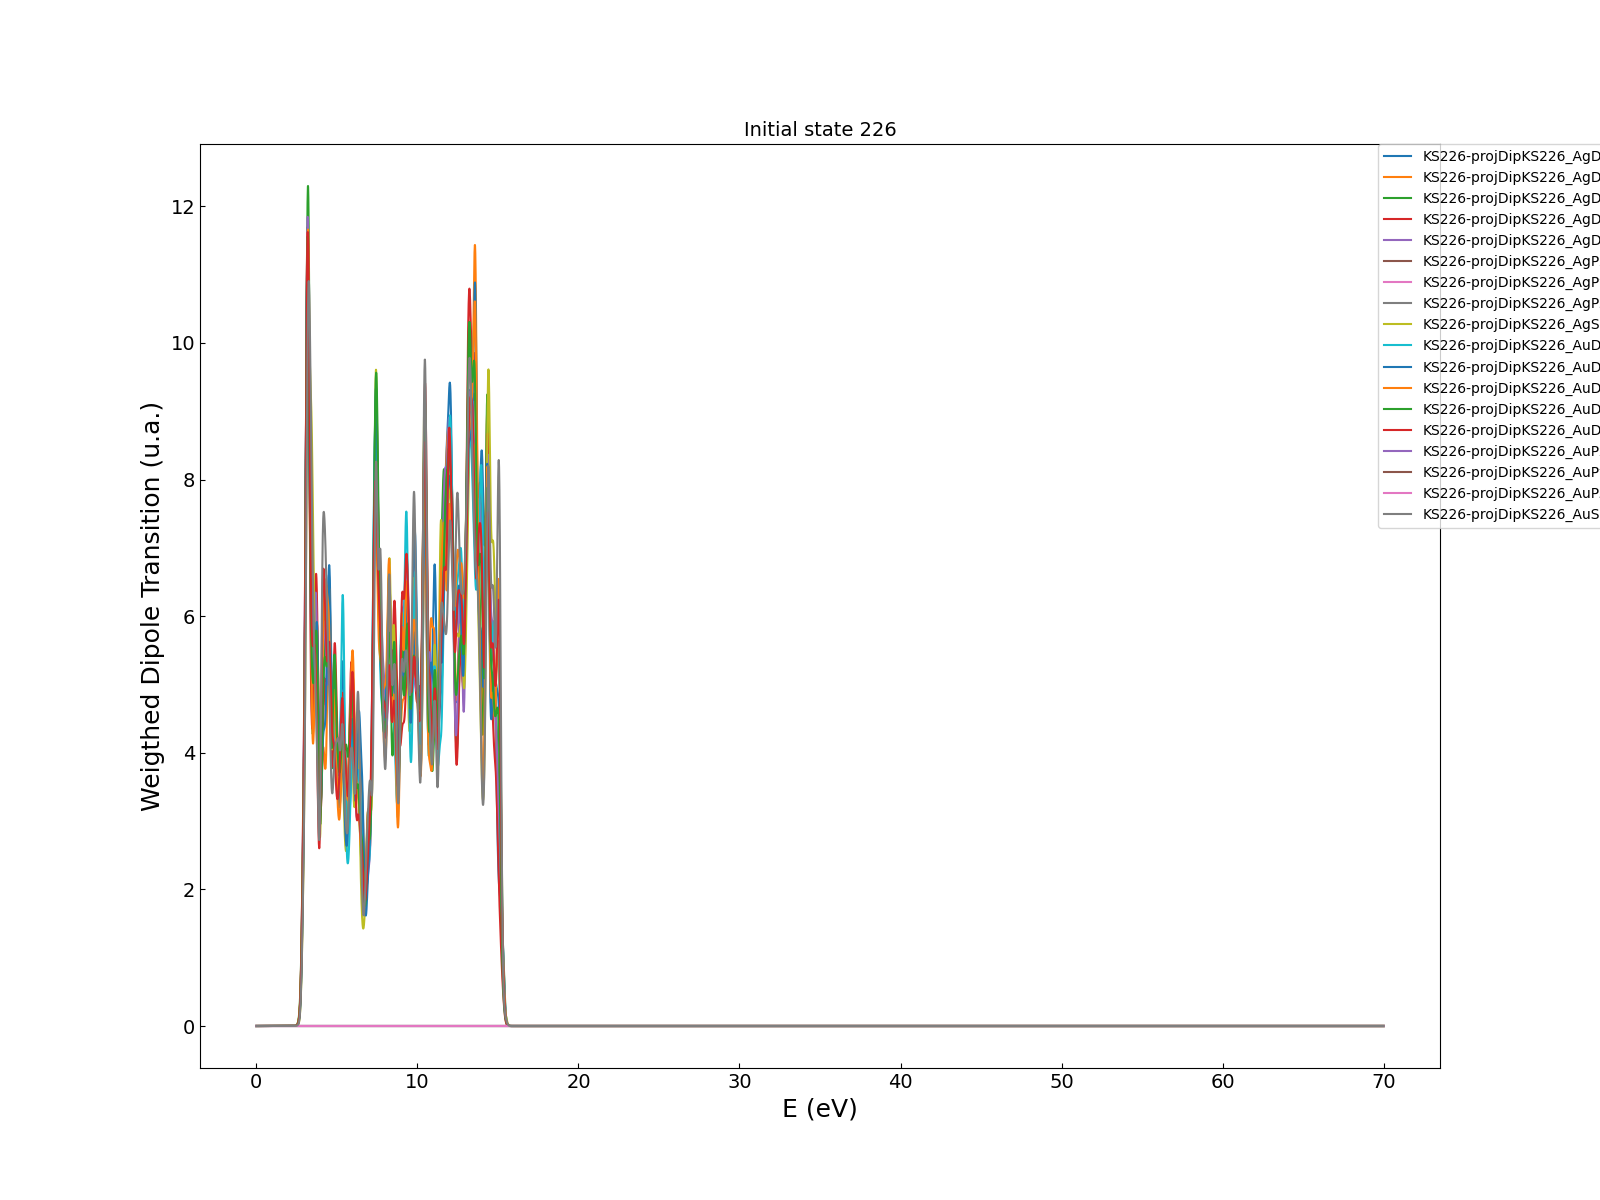 Initial state 226
KS226-projDipKS226_AgD
KS226-projDipKS226_AgD
KS226-projDipKS226_AgD
KS226-projDipKS226_AgD
KS226-projDipKS226_AgD
KS226-projDipKS226_AgP
KS226-projDipKS226_AgP
KS226-projDipKS226_AgP
KS226-projDipKS226_AgS
KS226-projDipKS226_AuD
KS226-projDipKS226_AuD
KS226-projDipKS226_AuD
KS226-projDipKS226_AuD
KS226-projDipKS226_AuD
KS226-projDipKS226_AuP
KS226-projDipKS226_AuP
KS226-projDipKS226_AuP
KS226-projDipKS226_AuS
Weigthed Dipole Transition (u.a.)
12
10
8
6
4
2
0
0 10 20 30 40 50 60 70
E (eV)